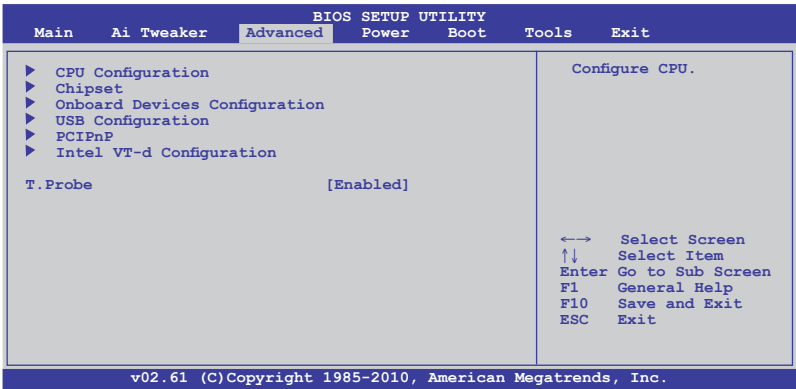 BIOS SETUP UTILITY
Main Ai Tweaker Advanced Power Boot Tools Exit
CPU Configuration
Chipset
Onboard Devices Configuration
USB Configuration
PCIPnP
Intel VT-d Configuration
T.Probe [Enabled]
Configure CPU.
←→ Select Screen
↑↓ Select Item
Enter Go to Sub Screen
F1 General Help
F10 Save and Exit
ESC Exit
v02.61 (C)Copyright 1985-2010, American Megatrends, Inc.